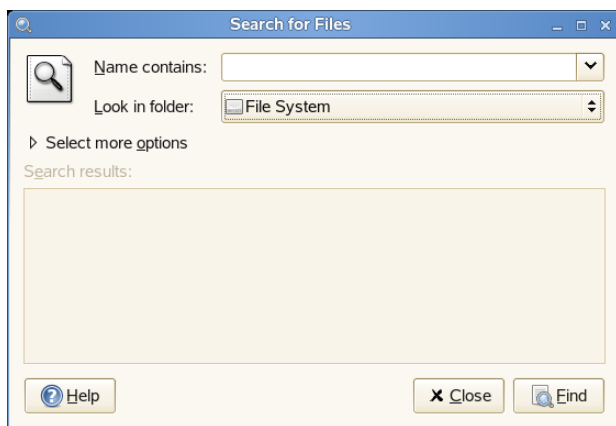 Search for Files
Name contains:
Look in folder: File System
Select more options
Search results:
Help Close Find